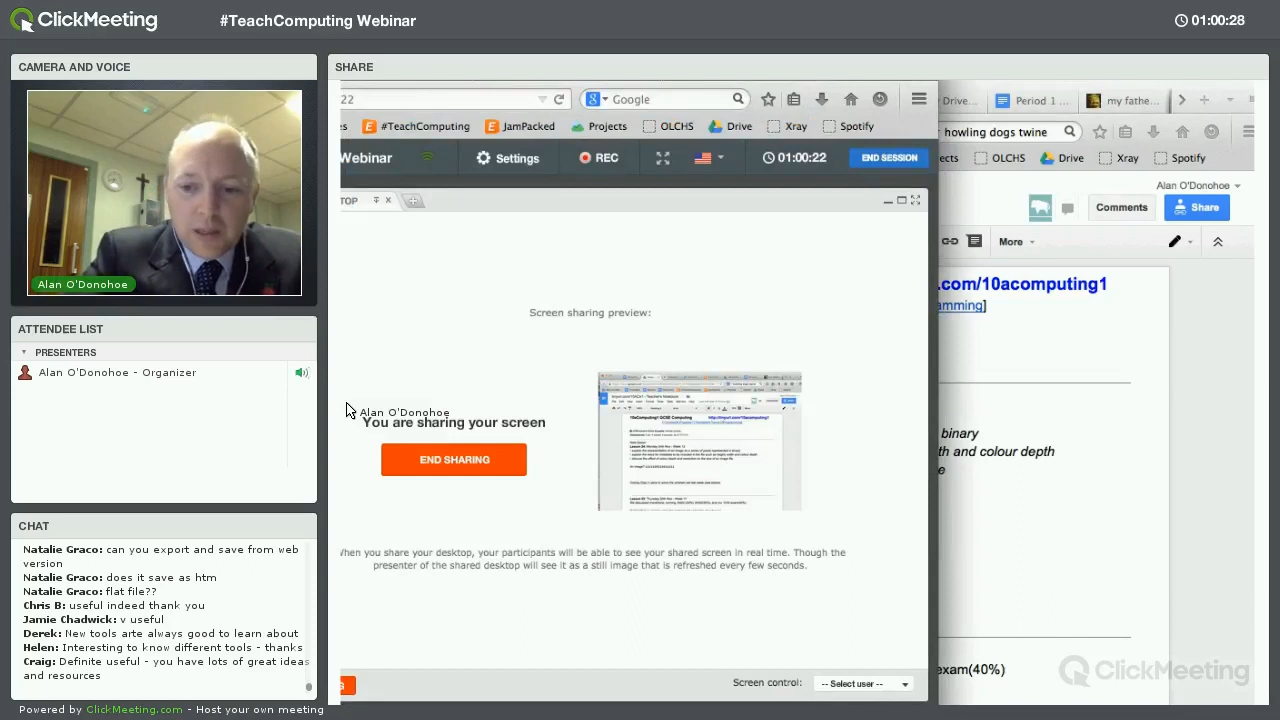 ClickMeeting
#TeachComputing Webinar
01:00:28
CAMERA AND VOICE
Alan O'Donohoe
ATTENDEE LIST
PRESENTERS
Alan O'Donohoe - Organizer
CHAT
Natalie Graco: can you export and save from web
version
Natalie Graco: does it save as htm
Natalie Graco: flat file??
Chris B: useful indeed thank you
Jamie Chadwick: v useful
Derek: New tools arte always good to learn about
Helen: Interesting to know different tools - thanks
Craig: Definite useful - you have lots of great ideas
and resources
Powered by ClickMeeting.com - Host your own meeting
SHARE
22
Google
#TeachComputing
JamPacked
Projects
OLCHS
Drive
Xray
Spotify
Webinar
Settings
REC
01:00:22
END SESSION
TOP
Screen sharing preview:
Alan O'Donohoe
You are sharing your screen
END SHARING
When you share your desktop, your participants will be able to see your shared screen in real time. Though the
presenter of the shared desktop will see it as a still image that is refreshed every few seconds.
Screen control:
-- Select user --
Drive...
Period 1 ...
my fathe...
howling dogs twine
ects
OLCHS
Drive
Xray
Spotify
Alan O'Donohoe
Comments
Share
More
.com/10acomputing1
amming]
binary
th and colour depth
e
exam(40%)
ClickMeeting